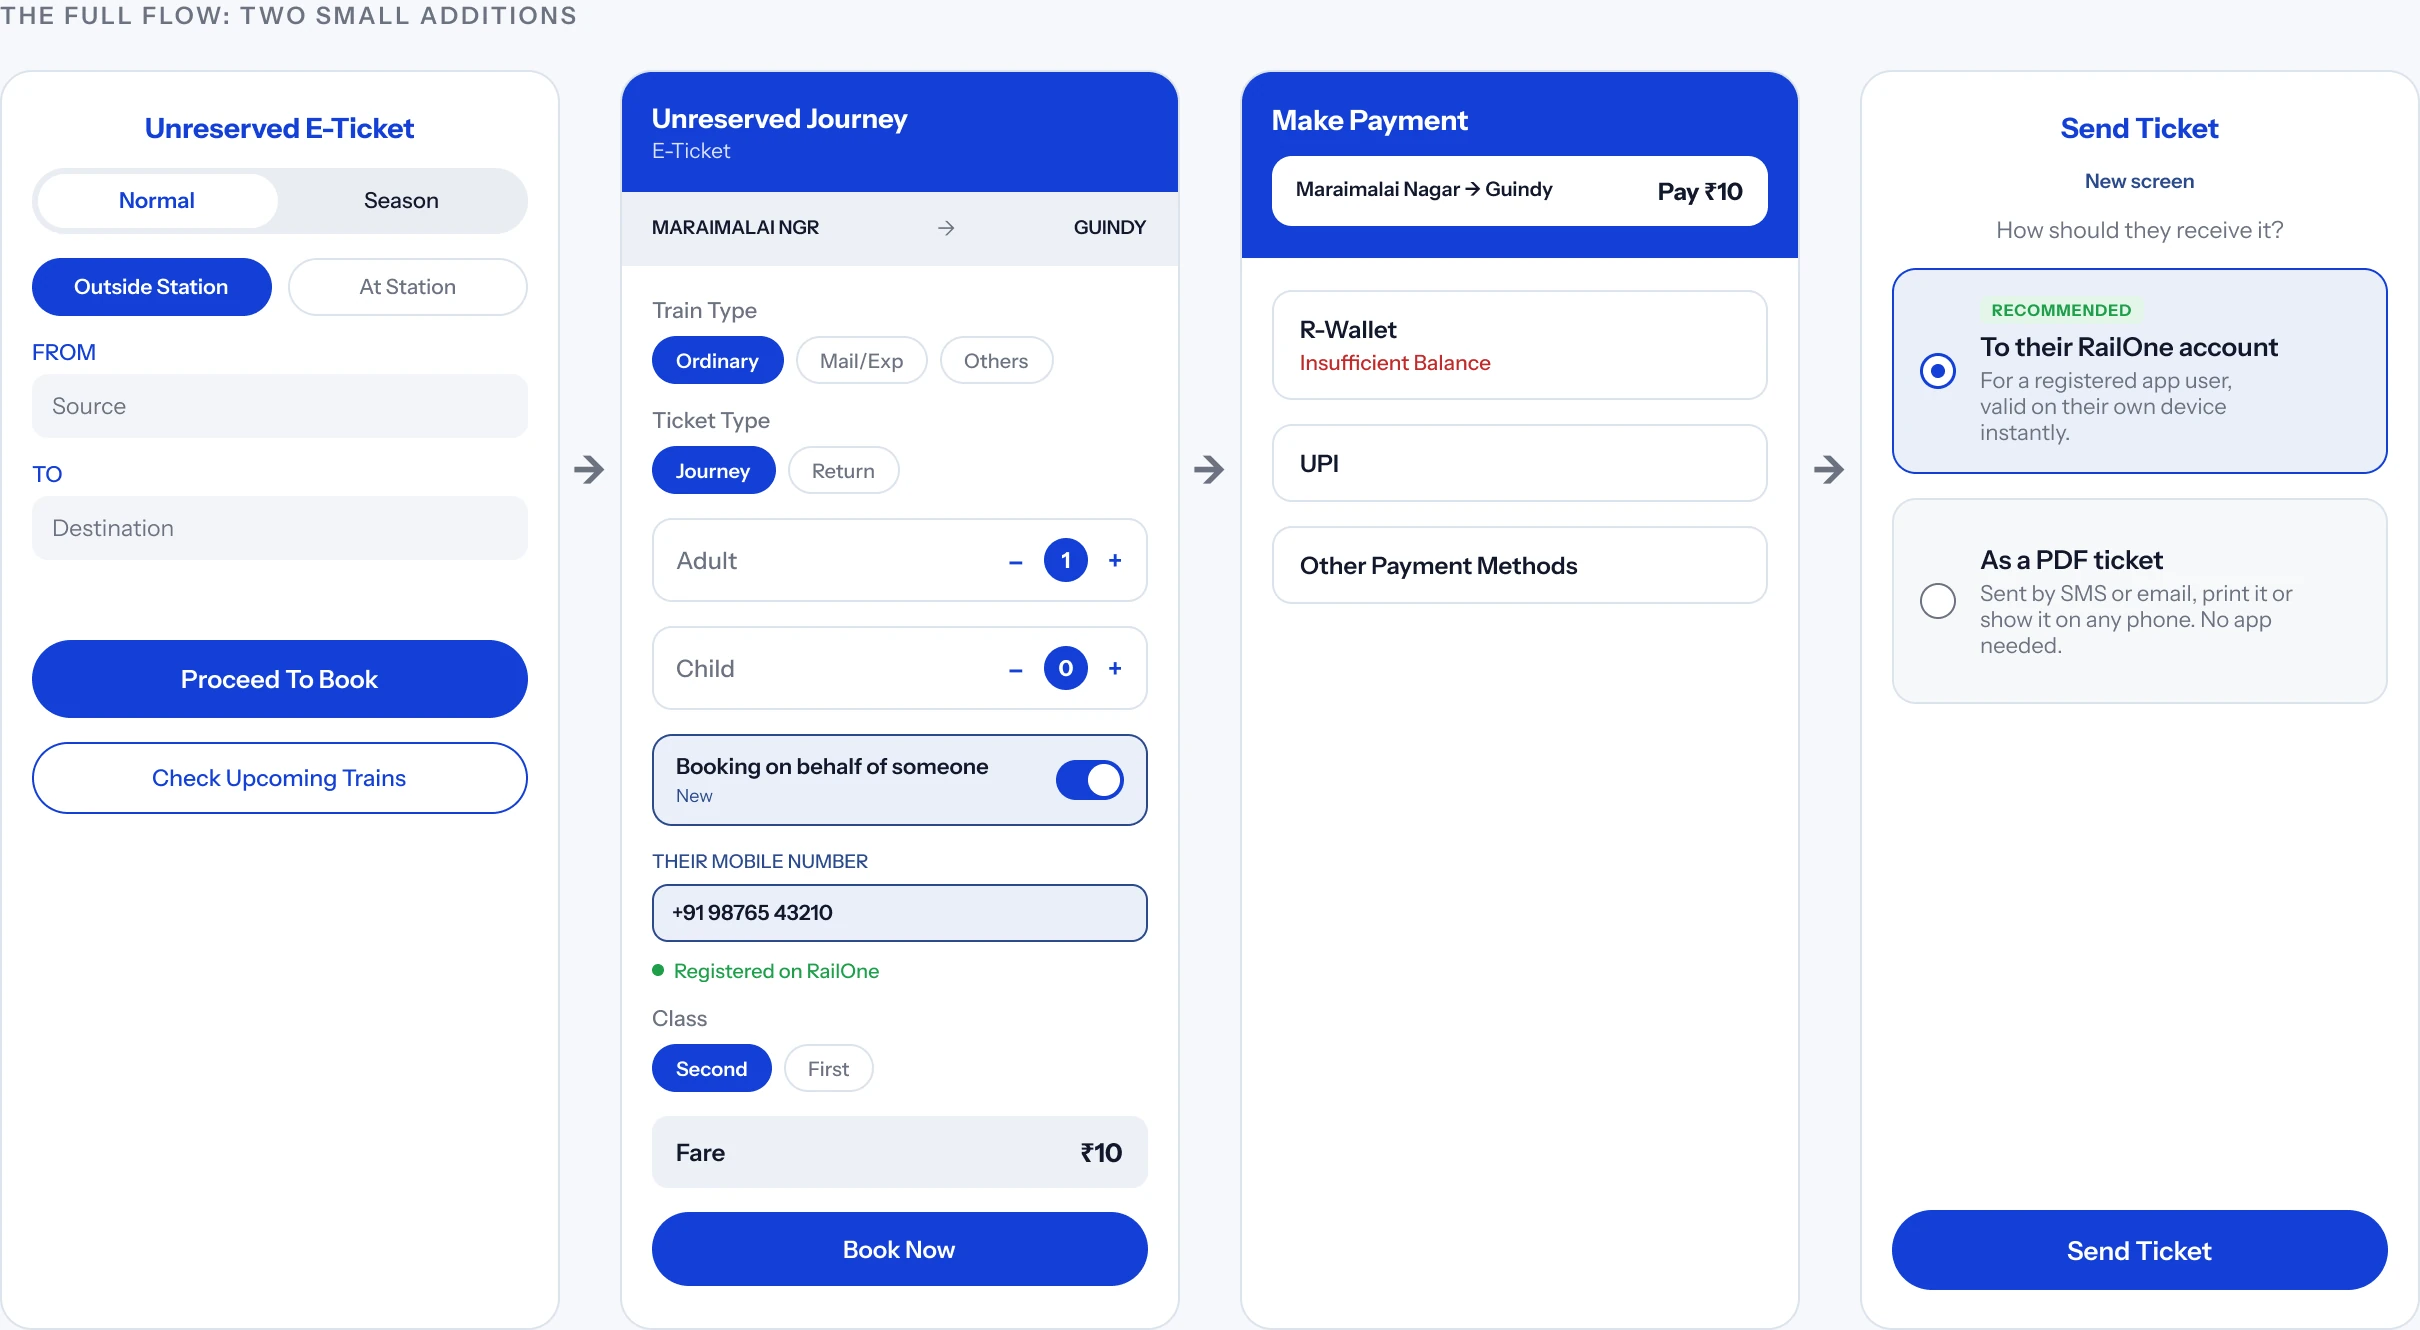 THE FULL FLOW: TWO SMALL ADDITIONS
Unreserved E-Ticket
Normal
Season
Outside Station
At Station
FROM
Source
TO
Destination
Proceed To Book
Check Upcoming Trains
→
Unreserved Journey
E-Ticket
MARAIMALAI NGR → GUINDY
Train Type
Ordinary
Mail/Exp
Others
Ticket Type
Journey
Return
Adult – 1 +
Child – 0 +
Booking on behalf of someone
New
THEIR MOBILE NUMBER
+91 98765 43210
Registered on RailOne
Class
Second
First
Fare ₹10
Book Now
→
Make Payment
Maraimalai Nagar → Guindy Pay ₹10
R-Wallet
Insufficient Balance
UPI
Other Payment Methods
→
Send Ticket
New screen
How should they receive it?
RECOMMENDED
To their RailOne account
For a registered app user,
valid on their own device
instantly.
As a PDF ticket
Sent by SMS or email, print it or
show it on any phone. No app
needed.
Send Ticket